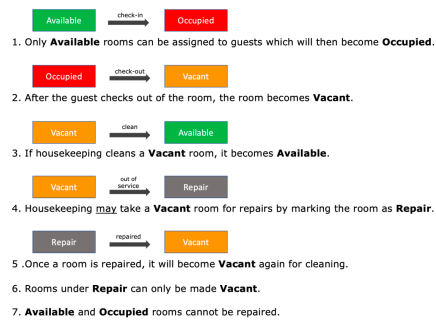 Available check-in Occupied
1. Only Available rooms can be assigned to guests which will then become Occupied.
Occupied check-out Vacant
2. After the guest checks out of the room, the room becomes Vacant.
Vacant clean Available
3. If housekeeping cleans a Vacant room, it becomes Available.
Vacant out of service Repair
4. Housekeeping may take a Vacant room for repairs by marking the room as Repair.
Repair repaired Vacant
5 .Once a room is repaired, it will become Vacant again for cleaning.
6. Rooms under Repair can only be made Vacant.
7. Available and Occupied rooms cannot be repaired.